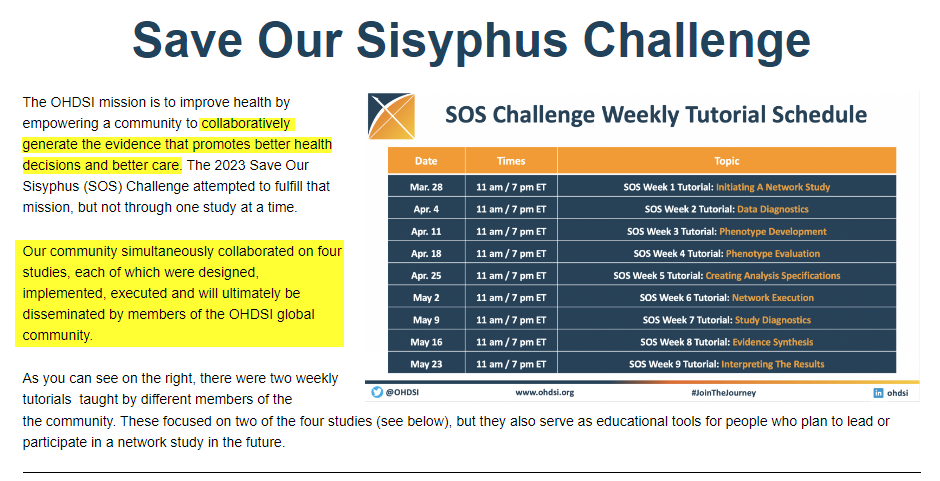 Save Our Sisyphus Challenge
The OHDSI mission is to improve health by
empowering a community to collaboratively
generate the evidence that promotes better health
decisions and better care. The 2023 Save Our
Sisyphus (SOS) Challenge attempted to fulfill that
mission, but not through one study at a time.
Our community simultaneously collaborated on four
studies, each of which were designed,
implemented, executed and will ultimately be
disseminated by members of the OHDSI global
community.
As you can see on the right, there were two weekly
tutorials  taught by different members of the
the community. These focused on two of the four studies (see below), but they also serve as educational tools for people who plan to lead or
participate in a network study in the future.
SOS Challenge Weekly Tutorial Schedule
Date Times Topic
Mar. 28 11 am / 7 pm ET SOS Week 1 Tutorial: Initiating A Network Study
Apr. 4 11 am / 7 pm ET SOS Week 2 Tutorial: Data Diagnostics
Apr. 11 11 am / 7 pm ET SOS Week 3 Tutorial: Phenotype Development
Apr. 18 11 am / 7 pm ET SOS Week 4 Tutorial: Phenotype Evaluation
Apr. 25 11 am / 7 pm ET SOS Week 5 Tutorial: Creating Analysis Specifications
May 2 11 am / 7 pm ET SOS Week 6 Tutorial: Network Execution
May 9 11 am / 7 pm ET SOS Week 7 Tutorial: Study Diagnostics
May 16 11 am / 7 pm ET SOS Week 8 Tutorial: Evidence Synthesis
May 23 11 am / 7 pm ET SOS Week 9 Tutorial: Interpreting The Results
@OHDSI www.ohdsi.org #JoinTheJourney in ohdsi